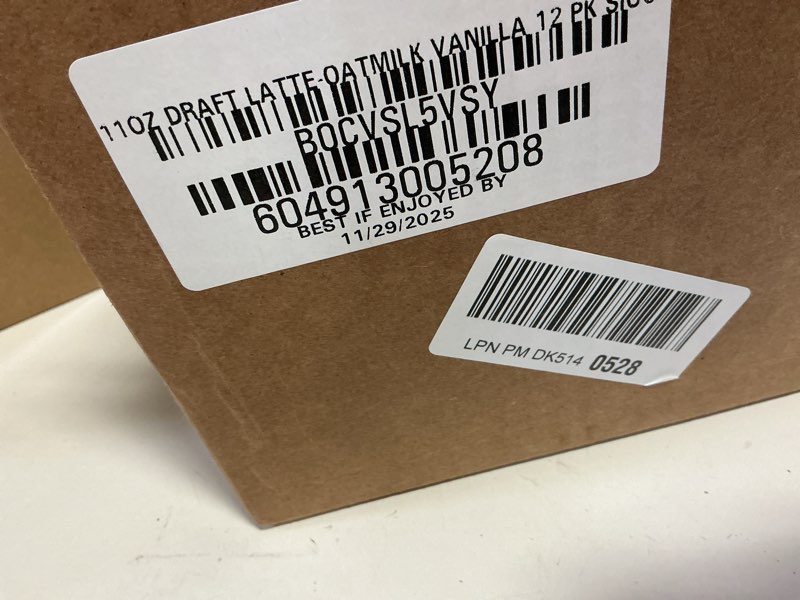 11OZ DRAFT LATTE-OATMILK VANILLA 12 PK
B0CVSL5VSY
604913005208
BEST IF ENJOYED BY
11/29/2025
LPN PM DK514 0528